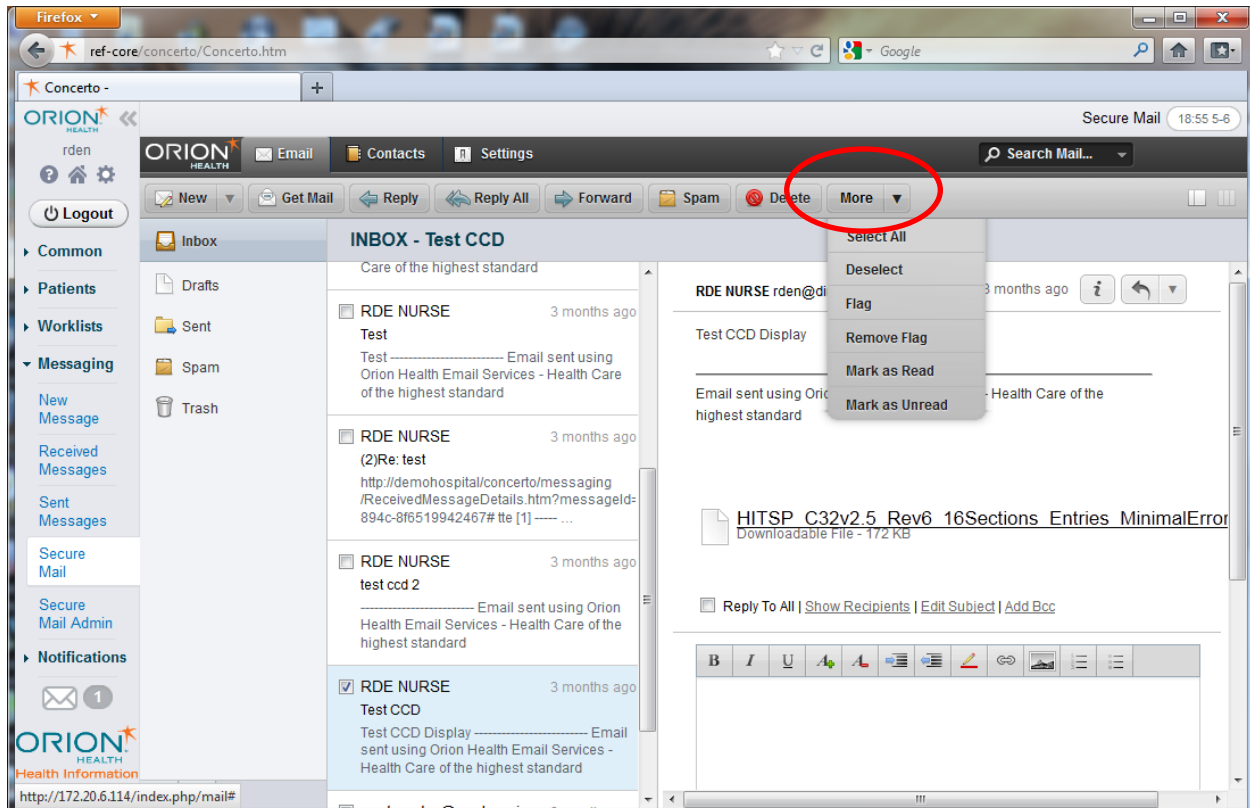 Firefox
ref-core/concerto/Concerto.htm
Google
Concerto -
ORION
HEALTH
Secure Mail 18:55 5-6
rden
Logout
Common
Patients
Worklists
Messaging
New
Message
Received
Messages
Sent
Messages
Secure
Mail
Secure
Mail Admin
Notifications
1
ORION
HEALTH
Health Information
http://172.20.6.114/index.php/mail#
ORION
HEALTH
Email Contacts Settings Search Mail...
New Get Mail Reply Reply All Forward Spam Delete More
Select All
Deselect
Flag
Remove Flag
Mark as Read
Mark as Unread
Inbox
Drafts
Sent
Spam
Trash
INBOX - Test CCD
Care of the highest standard
RDE NURSE 3 months ago
Test
Test ------------------------- Email sent using
Orion Health Email Services - Health Care
of the highest standard
RDE NURSE 3 months ago
(2)Re: test
http://demohospital/concerto/messaging
/ReceivedMessageDetails.htm?messageId=
894c-8f6519942467# tte [1] ----- ...
RDE NURSE 3 months ago
test ccd 2
------------------------- Email sent using Orion
Health Email Services - Health Care of the
highest standard
RDE NURSE 3 months ago
Test CCD
Test CCD Display ------------------------- Email
sent using Orion Health Email Services -
Health Care of the highest standard
RDE NURSE rden@di 3 months ago
Test CCD Display
Email sent using Orio - Health Care of the
highest standard
HITSP_C32v2.5_Rev6_16Sections_Entries_MinimalError
Downloadable File - 172 KB
Reply To All | Show Recipients | Edit Subject | Add Bcc
B I U A A